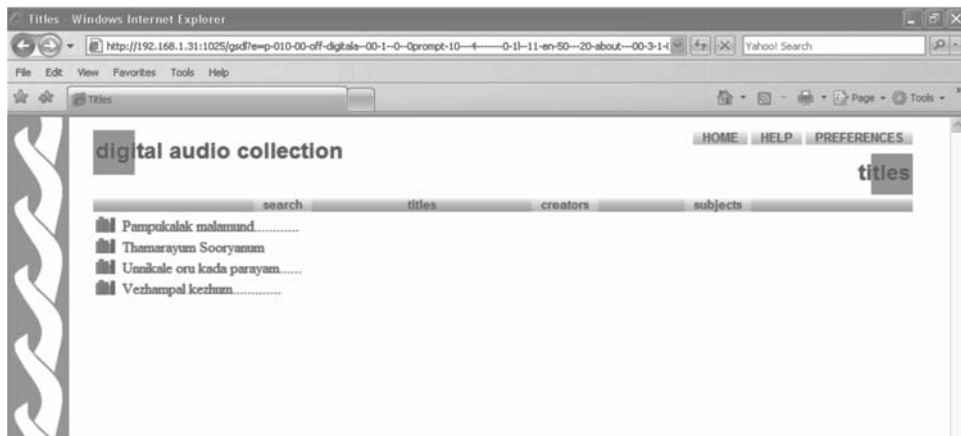 Titles - Windows Internet Explorer
http://192.168.1.31:1025/gsdl?e=p-010-00-off-digitala--00-1--0--0prompt-10---4-------0-1l--11-en-50---20-about---00-3-1-(
Yahoo! Search
File Edit View Favorites Tools Help
Titles
Page Tools
HOME HELP PREFERENCES
digital audio collection
titles
search titles creators subjects
Pampukalak malamund............
Thamarayum Sooryanum
Unnikale oru kada parayam......
Vezhampal kezhum.............